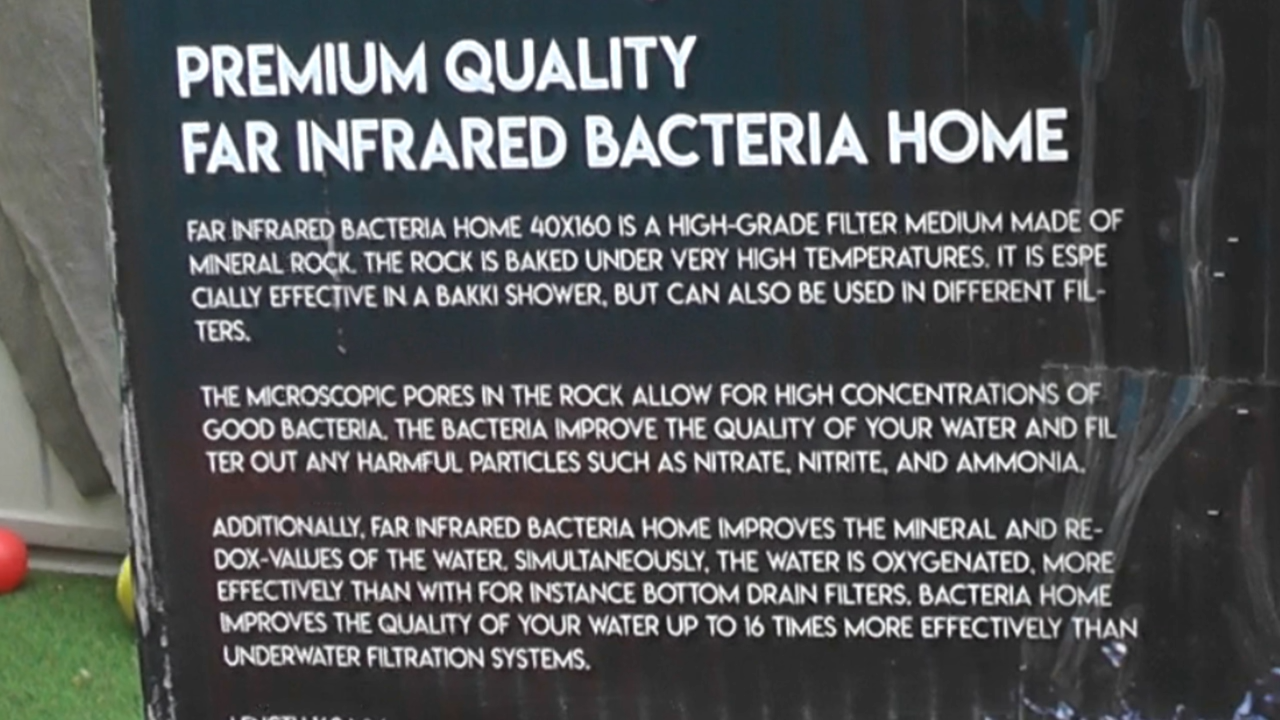 PREMIUM QUALITY
FAR INFRARED BACTERIA HOME
FAR INFRARED BACTERIA HOME 40X160 IS A HIGH-GRADE FILTER MEDIUM MADE OF
MINERAL ROCK. THE ROCK IS BAKED UNDER VERY HIGH TEMPERATURES. IT IS ESPE
CIALLY EFFECTIVE IN A BAKKI SHOWER, BUT CAN ALSO BE USED IN DIFFERENT FIL-
TERS.
THE MICROSCOPIC PORES IN THE ROCK ALLOW FOR HIGH CONCENTRATIONS OF
GOOD BACTERIA. THE BACTERIA IMPROVE THE QUALITY OF YOUR WATER AND FIL
TER OUT ANY HARMFUL PARTICLES SUCH AS NITRATE, NITRITE, AND AMMONIA.
ADDITIONALLY, FAR INFRARED BACTERIA HOME IMPROVES THE MINERAL AND RE-
DOX-VALUES OF THE WATER. SIMULTANEOUSLY, THE WATER IS OXYGENATED, MORE
EFFECTIVELY THAN WITH FOR INSTANCE BOTTOM DRAIN FILTERS. BACTERIA HOME
IMPROVES THE QUALITY OF YOUR WATER UP TO 16 TIMES MORE EFFECTIVELY THAN
UNDERWATER FILTRATION SYSTEMS.